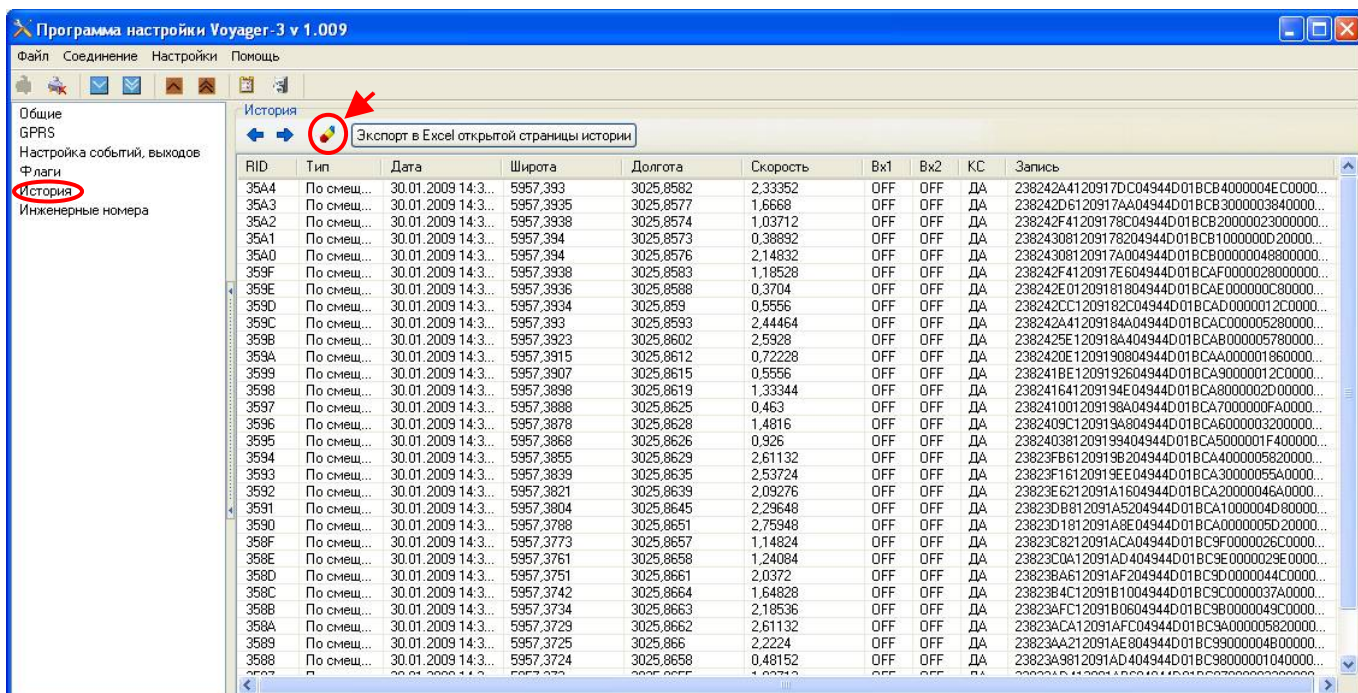 Программа настройки Voyager-3 v 1.009
Файл Соединение Настройки Помощь
Общие
GPRS
Настройка событий, выходов
Флаги
История
Инженерные номера
История
Экспорт в Excel открытой страницы истории
RID Тип Дата Широта Долгота Скорость Вх1 Вх2 КС Запись
35A4 По смещ... 30.01.2009 14:3... 5957,393 3025,8582 2,33352 OFF OFF ДА 238242A4120917DC04944D01BCB4000004EC0000...
35A3 По смещ... 30.01.2009 14:3... 5957,3935 3025,8577 1,6668 OFF OFF ДА 238242D6120917AA04944D01BCB3000003840000...
35A2 По смещ... 30.01.2009 14:3... 5957,3938 3025,8574 1,03712 OFF OFF ДА 238242F41209178C04944D01BCB20000023000000...
35A1 По смещ... 30.01.2009 14:3... 5957,394 3025,8573 0,38892 OFF OFF ДА 238243081209178204944D01BCB1000000D20000...
35A0 По смещ... 30.01.2009 14:3... 5957,394 3025,8576 2,14832 OFF OFF ДА 23824308120917A004944D01BCB00000048800000...
359F По смещ... 30.01.2009 14:3... 5957,3938 3025,8583 1,18528 OFF OFF ДА 238242F4120917E604944D01BCAF0000028000000...
359E По смещ... 30.01.2009 14:3... 5957,3936 3025,8588 0,3704 OFF OFF ДА 238242E01209181804944D01BCAE000000C80000...
359D По смещ... 30.01.2009 14:3... 5957,3934 3025,859 0,5556 OFF OFF ДА 238242CC1209182C04944D01BCAD0000012C0000...
359C По смещ... 30.01.2009 14:3... 5957,393 3025,8593 2,44464 OFF OFF ДА 238242A41209184A04944D01BCAC000005280000...
359B По смещ... 30.01.2009 14:3... 5957,3923 3025,8602 2,5928 OFF OFF ДА 2382425E120918A404944D01BCAB000005780000...
359A По смещ... 30.01.2009 14:3... 5957,3915 3025,8612 0,72228 OFF OFF ДА 2382420E1209190804944D01BCAA000001860000...
3599 По смещ... 30.01.2009 14:3... 5957,3907 3025,8615 0,5556 OFF OFF ДА 238241BE1209192604944D01BCA90000012C0000...
3598 По смещ... 30.01.2009 14:3... 5957,3898 3025,8619 1,33344 OFF OFF ДА 238241641209194E04944D01BCA8000002D00000...
3597 По смещ... 30.01.2009 14:3... 5957,3888 3025,8625 0,463 OFF OFF ДА 238241001209198A04944D01BCA7000000FA0000...
3596 По смещ... 30.01.2009 14:3... 5957,3878 3025,8628 1,4816 OFF OFF ДА 2382409C120919A804944D01BCA6000003200000...
3595 По смещ... 30.01.2009 14:3... 5957,3868 3025,8626 0,926 OFF OFF ДА 238240381209199404944D01BCA5000001F400000...
3594 По смещ... 30.01.2009 14:3... 5957,3855 3025,8629 2,61132 OFF OFF ДА 23823FB6120919B204944D01BCA4000005820000...
3593 По смещ... 30.01.2009 14:3... 5957,3839 3025,8635 2,53724 OFF OFF ДА 23823F16120919EE04944D01BCA30000055A0000...
3592 По смещ... 30.01.2009 14:3... 5957,3821 3025,8639 2,09276 OFF OFF ДА 23823E6212091A1604944D01BCA20000046A0000...
3591 По смещ... 30.01.2009 14:3... 5957,3804 3025,8645 2,29648 OFF OFF ДА 23823DB812091A5204944D01BCA1000004D80000...
3590 По смещ... 30.01.2009 14:3... 5957,3788 3025,8651 2,75948 OFF OFF ДА 23823D1812091A8E04944D01BCA0000005D20000...
358F По смещ... 30.01.2009 14:3... 5957,3773 3025,8657 1,14824 OFF OFF ДА 23823C8212091ACA04944D01BC9F0000026C0000...
358E По смещ... 30.01.2009 14:3... 5957,3761 3025,8658 1,24084 OFF OFF ДА 23823C0A12091AD404944D01BC9E0000029E0000...
358D По смещ... 30.01.2009 14:3... 5957,3751 3025,8661 2,0372 OFF OFF ДА 23823BA612091AF204944D01BC9D0000044C0000...
358C По смещ... 30.01.2009 14:3... 5957,3742 3025,8664 1,64828 OFF OFF ДА 23823B4C12091B1004944D01BC9C0000037A0000...
358B По смещ... 30.01.2009 14:3... 5957,3734 3025,8663 2,18536 OFF OFF ДА 23823AFC12091B0604944D01BC9B0000049C0000...
358A По смещ... 30.01.2009 14:3... 5957,3729 3025,8662 2,61132 OFF OFF ДА 23823ACA12091AFC04944D01BC9A000005820000...
3589 По смещ... 30.01.2009 14:3... 5957,3725 3025,866 2,2224 OFF OFF ДА 23823AA212091AE804944D01BC99000004B00000...
3588 По смещ... 30.01.2009 14:3... 5957,3724 3025,8658 0,48152 OFF OFF ДА 23823A9812091AD404944D01BC98000001040000...